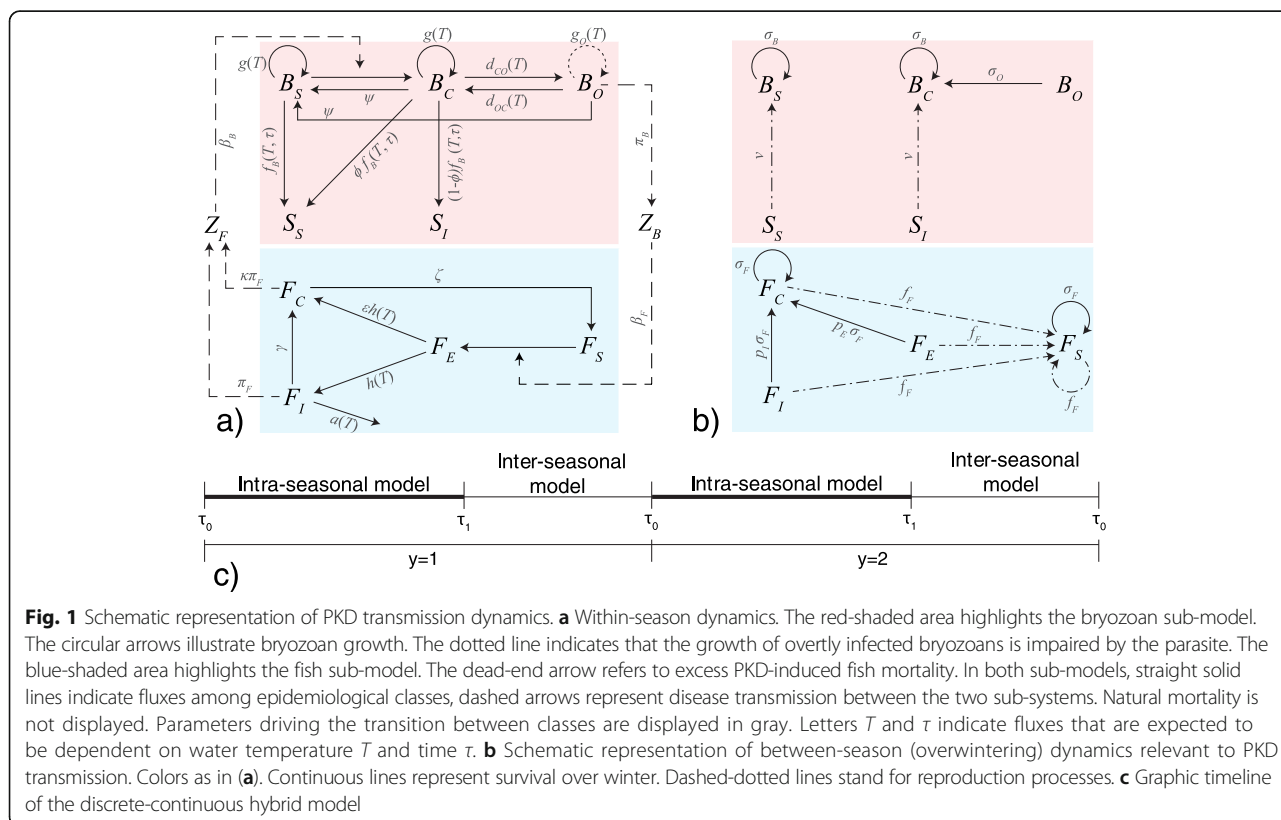 g(T)
g(T)
g_O(T)
σ_B
σ_B
B_S
ψ
B_C
d_CO(T)
d_OC(T)
B_O
B_S
B_C
σ_O
B_O
ψ
β_B
f_B(T, τ)
ϕ f_B(T, τ)
(1-ϕ)f_B (T,τ)
π_B
ν
ν
Z_F
S_S
S_I
Z_B
S_S
S_I
κπ_F
F_C
ζ
σ_F
F_C
f_F
σ_F
εh(T)
β_F
γ
F_E
F_S
p_I σ_F
p_E σ_F
F_E
f_F
F_S
h(T)
π_F
F_I
a(T)
F_I
f_F
f_F
a)
b)
Intra-seasonal model
Inter-seasonal
model
Intra-seasonal model
Inter-seasonal
model
τ_0
τ_1
τ_0
τ_1
τ_0
y=1
y=2
c)
Fig. 1 Schematic representation of PKD transmission dynamics. a Within-season dynamics. The red-shaded area highlights the bryozoan sub-model.
The circular arrows illustrate bryozoan growth. The dotted line indicates that the growth of overtly infected bryozoans is impaired by the parasite. The
blue-shaded area highlights the fish sub-model. The dead-end arrow refers to excess PKD-induced fish mortality. In both sub-models, straight solid
lines indicate fluxes among epidemiological classes, dashed arrows represent disease transmission between the two sub-systems. Natural mortality is
not displayed. Parameters driving the transition between classes are displayed in gray. Letters T and τ indicate fluxes that are expected to
be dependent on water temperature T and time τ. b Schematic representation of between-season (overwintering) dynamics relevant to PKD
transmission. Colors as in (a). Continuous lines represent survival over winter. Dashed-dotted lines stand for reproduction processes. c Graphic timeline
of the discrete-continuous hybrid model